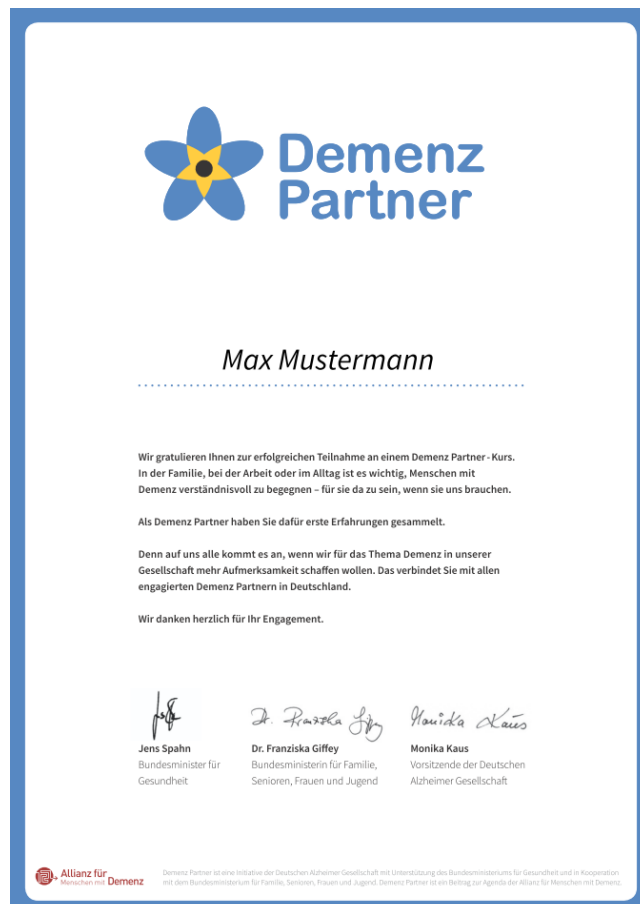 Demenz
Partner
Max Mustermann
Wir gratulieren Ihnen zur erfolgreichen Teilnahme an einem Demenz Partner - Kurs.
In der Familie, bei der Arbeit oder im Alltag ist es wichtig, Menschen mit
Demenz verständnisvoll zu begegnen – für sie da zu sein, wenn sie uns brauchen.
Als Demenz Partner haben Sie dafür erste Erfahrungen gesammelt.
Denn auf uns alle kommt es an, wenn wir für das Thema Demenz in unserer
Gesellschaft mehr Aufmerksamkeit schaffen wollen. Das verbindet Sie mit allen
engagierten Demenz Partnern in Deutschland.
Wir danken herzlich für Ihr Engagement.
Dr. Franziska Giffey
Monika Kaus
Jens Spahn
Bundesminister für
Gesundheit
Dr. Franziska Giffey
Bundesministerin für Familie,
Senioren, Frauen und Jugend
Monika Kaus
Vorsitzende der Deutschen
Alzheimer Gesellschaft
Allianz für
Menschen mit Demenz
Demenz Partner ist eine Initiative der Deutschen Alzheimer Gesellschaft mit Unterstützung des Bundesministeriums für Gesundheit und in Kooperation
mit dem Bundesministerium für Familie, Senioren, Frauen und Jugend. Demenz Partner ist ein Beitrag zur Agenda der Allianz für Menschen mit Demenz.